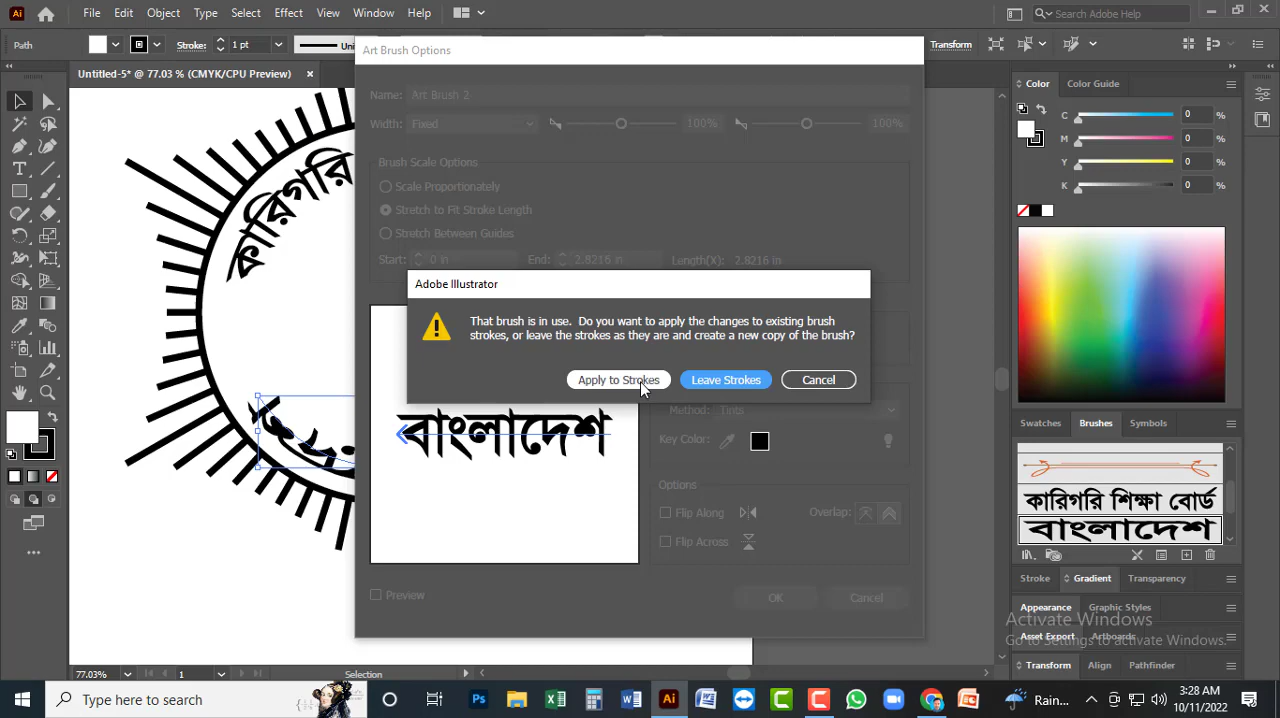 File Edit Object Type Select Effect View Window Help
Search Adobe Help
Path Stroke: 1 pt Uni Transform
Art Brush Options
Untitled-5* @ 77.03 % (CMYK/CPU Preview)
Name: Art Brush 2
Width: Fixed 100% 100%
Brush Scale Options
Scale Proportionately
Stretch to Fit Stroke Length
Stretch Between Guides
Start: 0 in End: 2.8216 in Length(X): 2.8216 in
Adobe Illustrator
That brush is in use. Do you want to apply the changes to existing brush
strokes, or leave the strokes as they are and create a new copy of the brush?
Apply to Strokes Leave Strokes Cancel
Method: Tints
Key Color:
Options
Flip Along Overlap:
Flip Across
Preview OK Cancel
কারিগরি
বাংলাদেশ
Color Color Guide
C 0 %
M 0 %
Y 0 %
K 0 %
Swatches Brushes Symbols
কারিগরি শিক্ষা বোর্ড
বাংলাদেশ
Stroke Gradient Transparency
Appearance Graphic Styles
Asset Export Artboards
Transform Align Pathfinder
Activate Windows
Go to Settings to activate Windows.
77.03% 1 Selection
Type here to search
Rain...
3:28 AM
10/11/2022